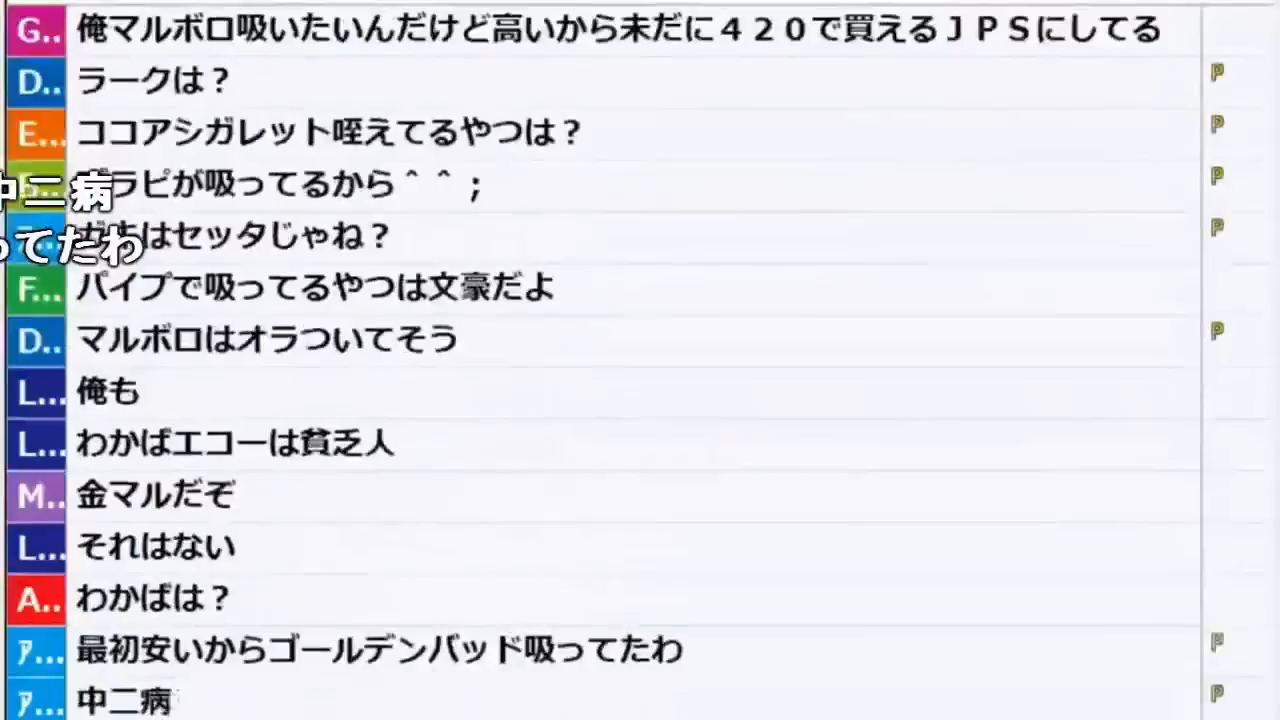 G.. 俺マルボロ吸いたいんだけど高いから未だに４２０で買えるＪＰＳにしてる
D.. ラークは？ P
E... ココアシガレット咥えてるやつは？ P
ラピが吸ってるから＾＾； P
中二病
はセッタじゃね？ P
ってたわ
F... パイプで吸ってるやつは文豪だよ
D.. マルボロはオラついてそう P
L... 俺も
L... わかばエコーは貧乏人
M.. 金マルだぞ
L... それはない
A.. わかばは？
ｱ... 最初安いからゴールデンバッド吸ってたわ P
ｱ... 中二病 P